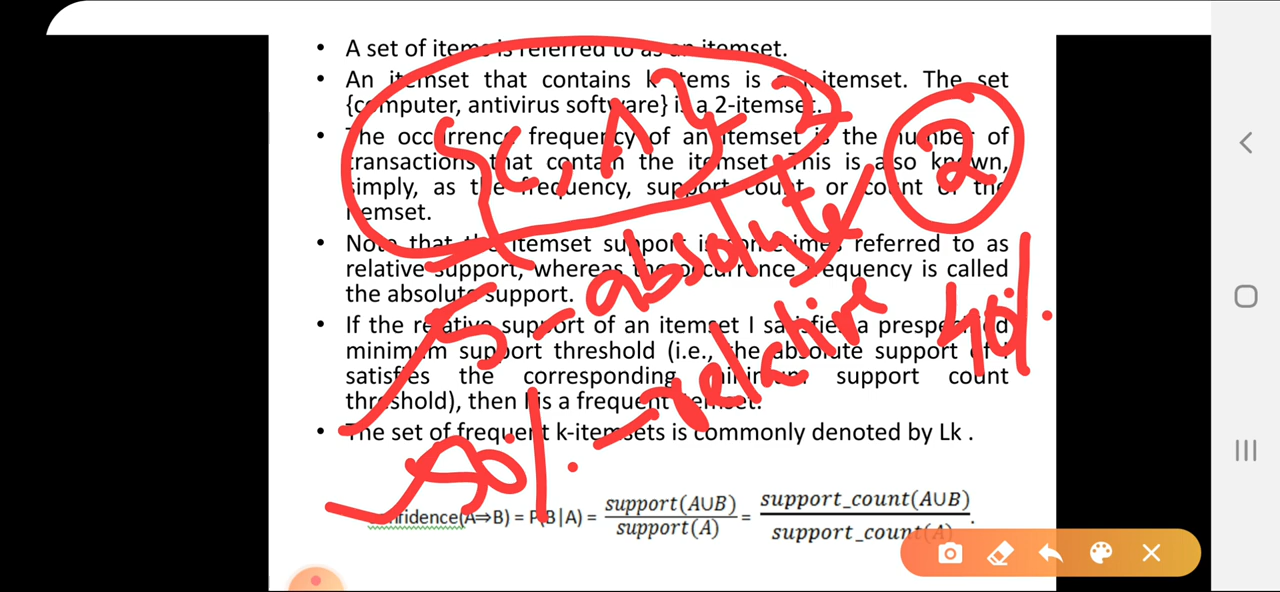 • A set of items is referred to as an itemset.
• An itemset that contains k items is a k-itemset. The set
{computer, antivirus software} is a 2-itemset.
• The occurrence frequency of an itemset is the number of
transactions that contain the itemset. This is also known,
simply, as the frequency, support count, or count of the
itemset.
• Note that the itemset support is sometimes referred to as
relative support, whereas the occurrence frequency is called
the absolute support.
• If the relative support of an itemset I satisfies a prespecified
minimum support threshold (i.e., the absolute support of I
satisfies the corresponding minimum support count
threshold), then I is a frequent itemset.
• The set of frequent k-itemsets is commonly denoted by Lk .
confidence(A⇒B) = P(B|A) = support(A∪B) / support(A) = support_count(A∪B) / support_count(A) .
{C, A} 2
2
5 - absolute
50% - relative
40%